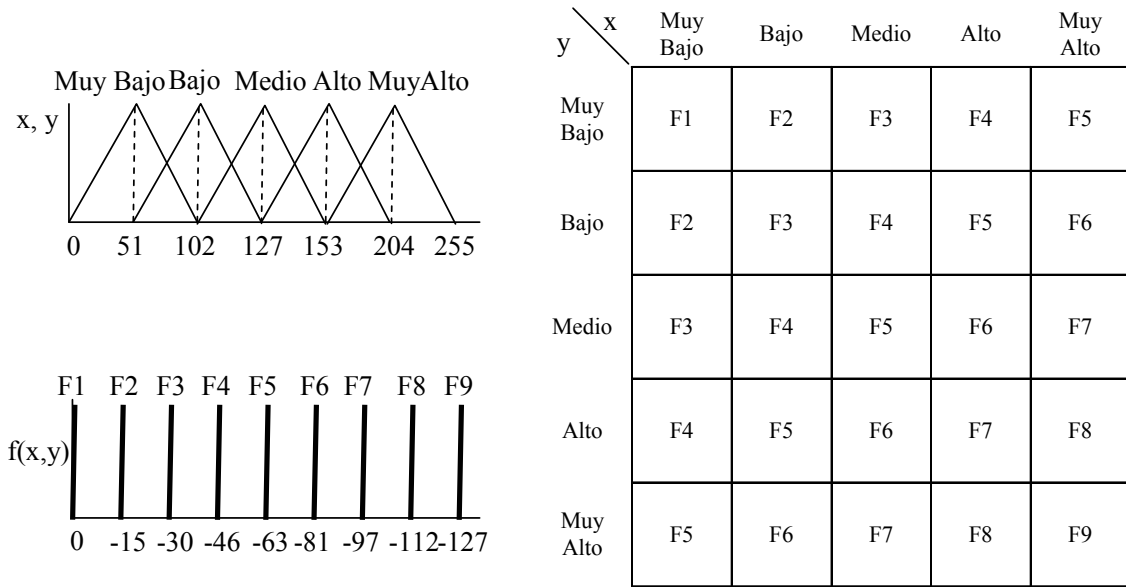 Muy Bajo Bajo Medio Alto MuyAlto
x, y
0 51 102 127 153 204 255
F1 F2 F3 F4 F5 F6 F7 F8 F9
f(x,y)
0 -15 -30 -46 -63 -81 -97 -112 -127
x
y
Muy Bajo
Bajo
Medio
Alto
Muy Alto
Muy Bajo
F1 F2 F3 F4 F5
Bajo
F2 F3 F4 F5 F6
Medio
F3 F4 F5 F6 F7
Alto
F4 F5 F6 F7 F8
Muy Alto
F5 F6 F7 F8 F9